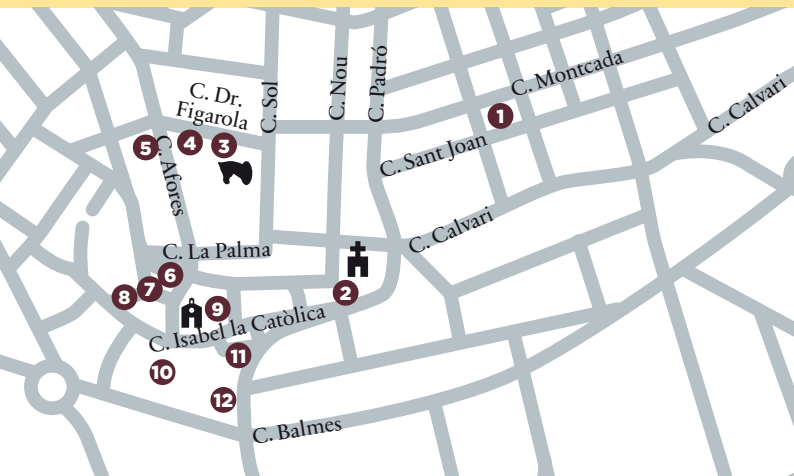 C. Montcada
C. Dr.
Figarola
C. Sol
C. Nou
C. Padró
C. Calvari
1
C. Sant Joan
5
4
3
C. Afores
C. Calvari
C. La Palma
6
7
8
2
9
C. Isabel la Catòlica
11
10
12
C. Balmes